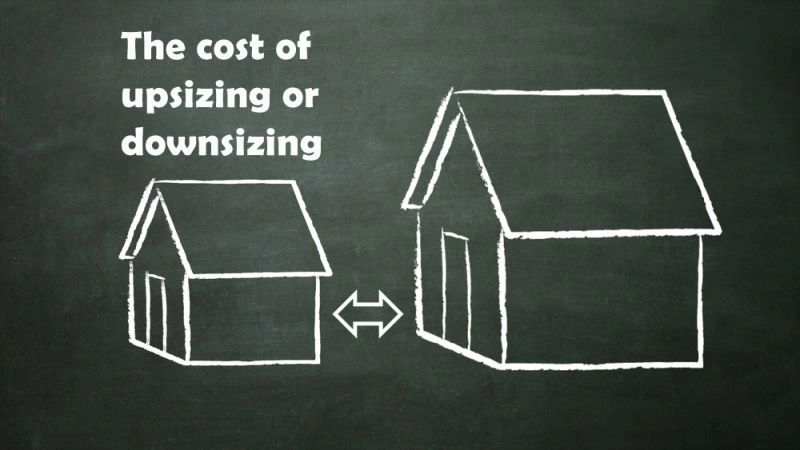 The cost of
upsizing or
downsizing